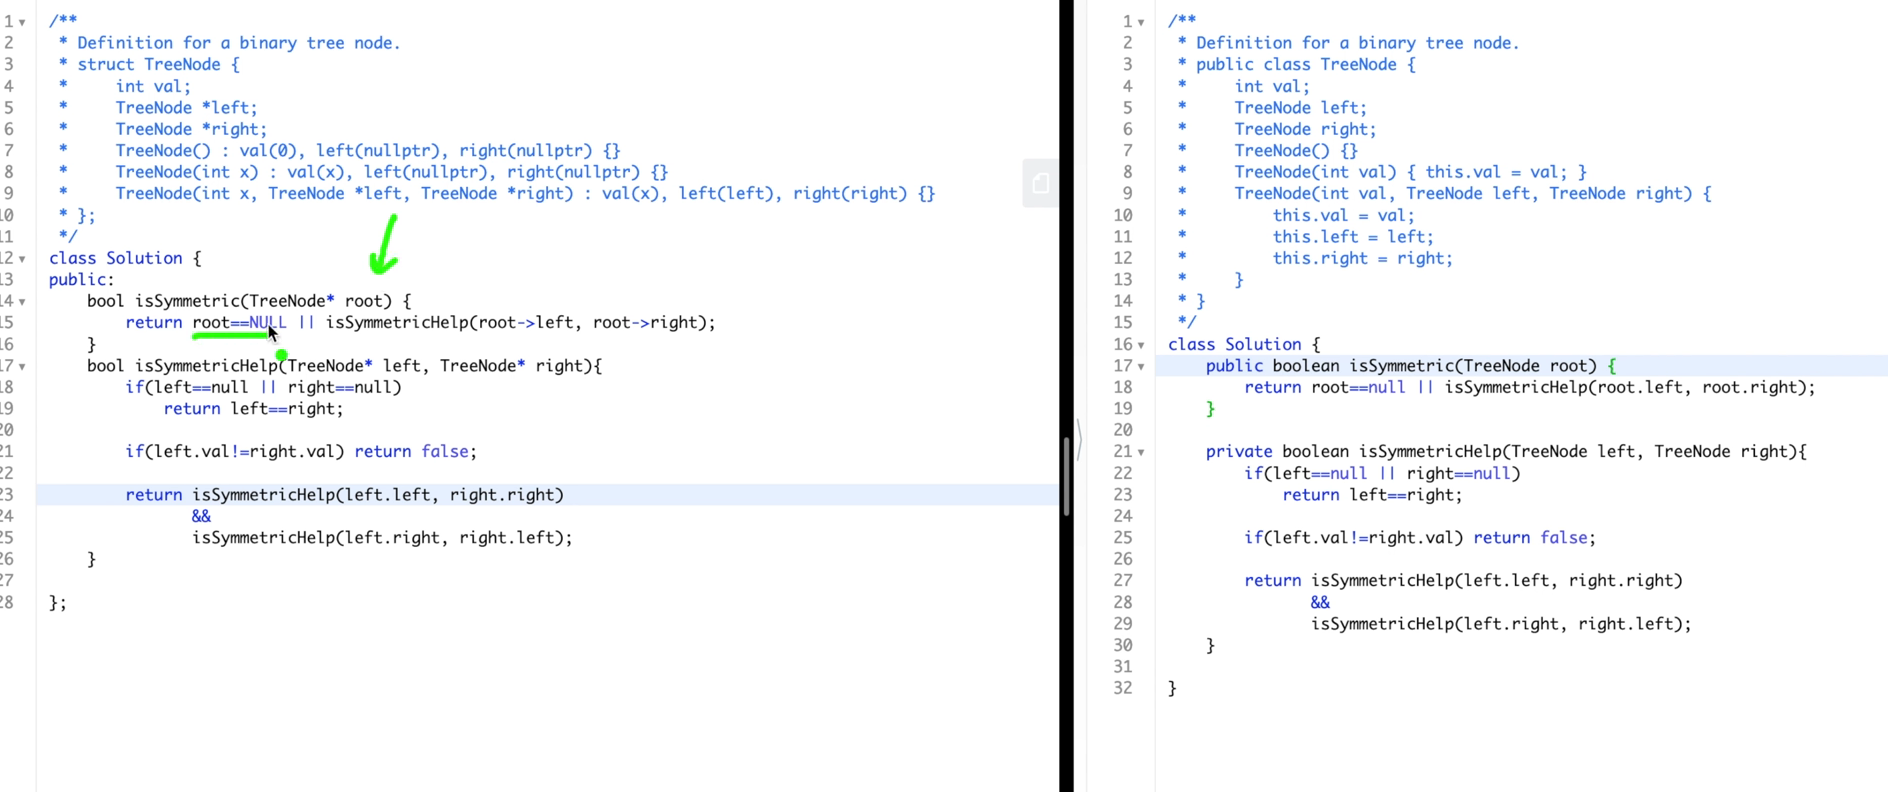 1 /**
2 * Definition for a binary tree node.
3 * struct TreeNode {
4 *     int val;
5 *     TreeNode *left;
6 *     TreeNode *right;
7 *     TreeNode() : val(0), left(nullptr), right(nullptr) {}
8 *     TreeNode(int x) : val(x), left(nullptr), right(nullptr) {}
9 *     TreeNode(int x, TreeNode *left, TreeNode *right) : val(x), left(left), right(right) {}
10 * };
11 */
12 class Solution {
13 public:
14     bool isSymmetric(TreeNode* root) {
15         return root==NULL || isSymmetricHelp(root->left, root->right);
16     }
17     bool isSymmetricHelp(TreeNode* left, TreeNode* right){
18         if(left==null || right==null)
19             return left==right;
20
21         if(left.val!=right.val) return false;
22
23         return isSymmetricHelp(left.left, right.right)
24                &&
25                isSymmetricHelp(left.right, right.left);
26     }
27
28 };
1 /**
2 * Definition for a binary tree node.
3 * public class TreeNode {
4 *     int val;
5 *     TreeNode left;
6 *     TreeNode right;
7 *     TreeNode() {}
8 *     TreeNode(int val) { this.val = val; }
9 *     TreeNode(int val, TreeNode left, TreeNode right) {
10 *         this.val = val;
11 *         this.left = left;
12 *         this.right = right;
13 *     }
14 * }
15 */
16 class Solution {
17     public boolean isSymmetric(TreeNode root) {
18         return root==null || isSymmetricHelp(root.left, root.right);
19     }
20
21     private boolean isSymmetricHelp(TreeNode left, TreeNode right){
22         if(left==null || right==null)
23             return left==right;
24
25         if(left.val!=right.val) return false;
26
27         return isSymmetricHelp(left.left, right.right)
28                &&
29                isSymmetricHelp(left.right, right.left);
30     }
31
32 }